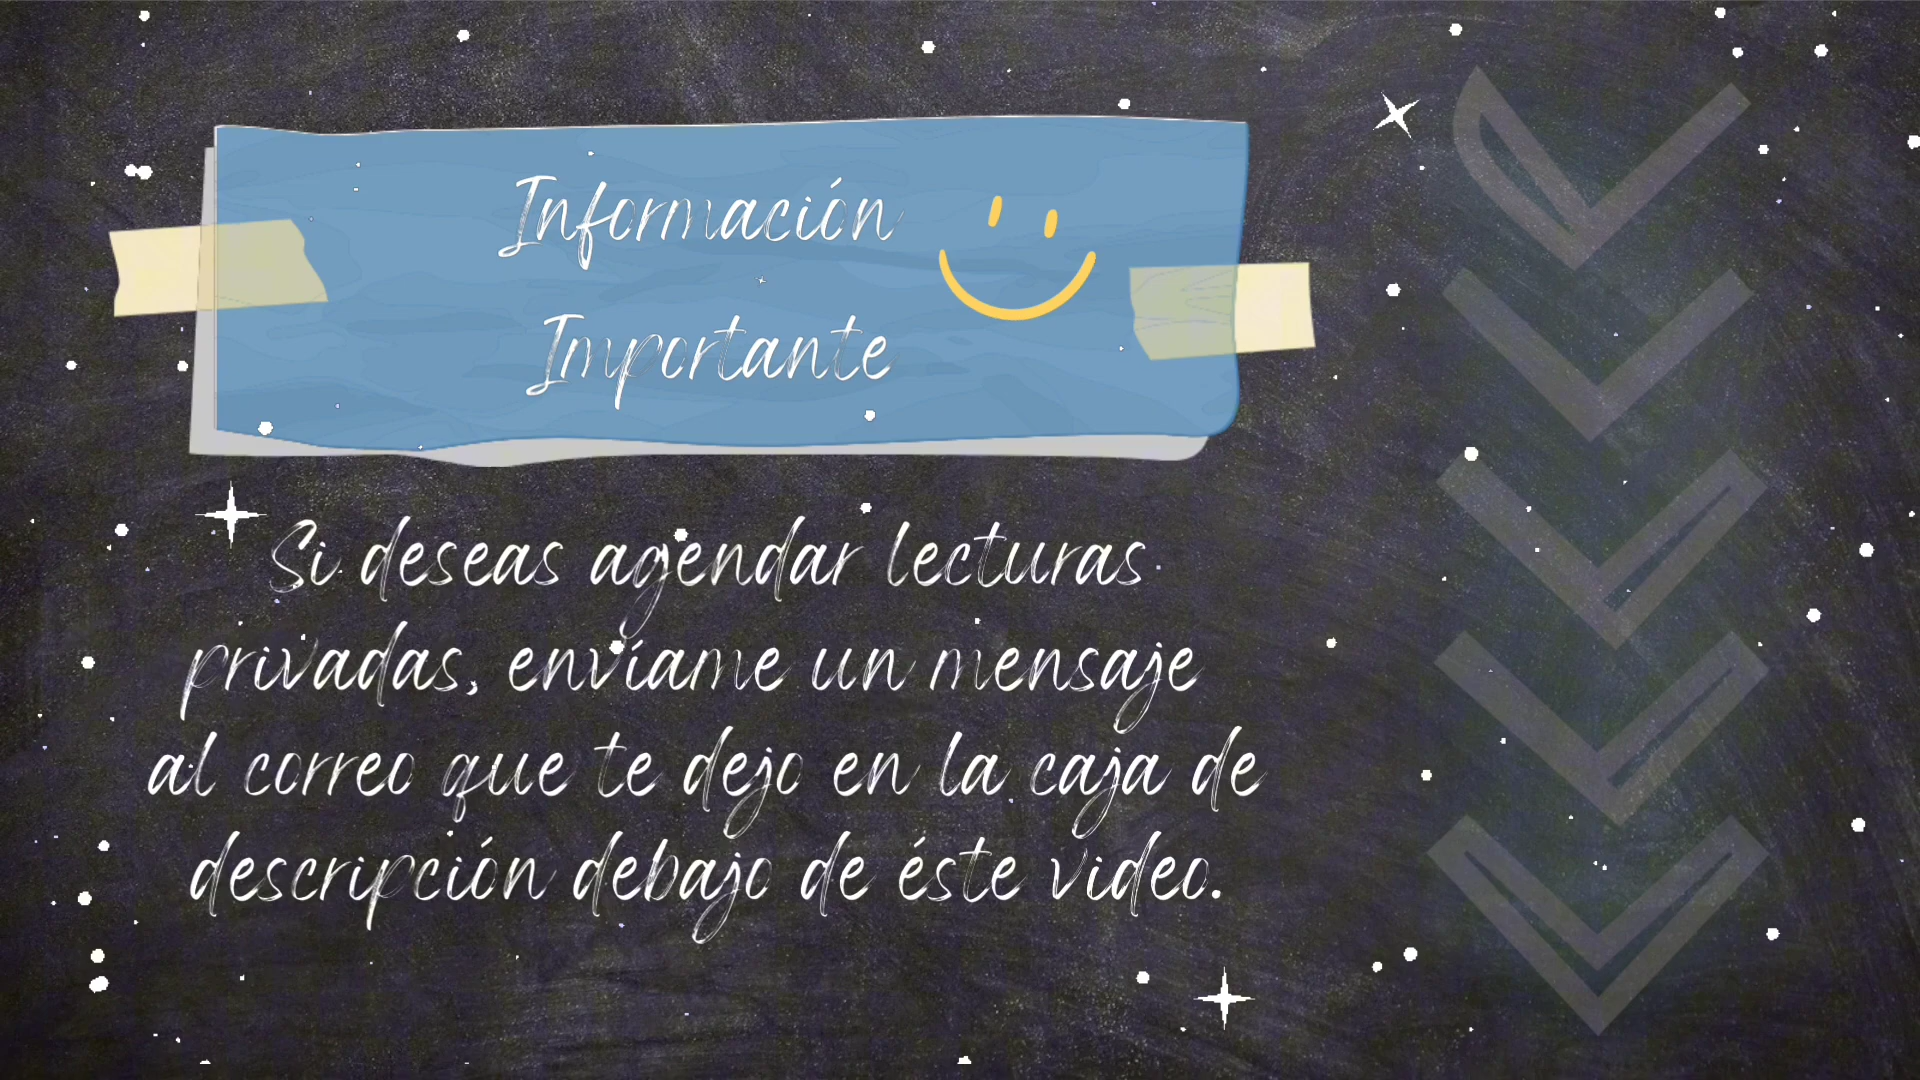 Información
Importante
Si deseas agendar lecturas
privadas, envíame un mensaje
al correo que te dejo en la caja de
descripción debajo de éste video.